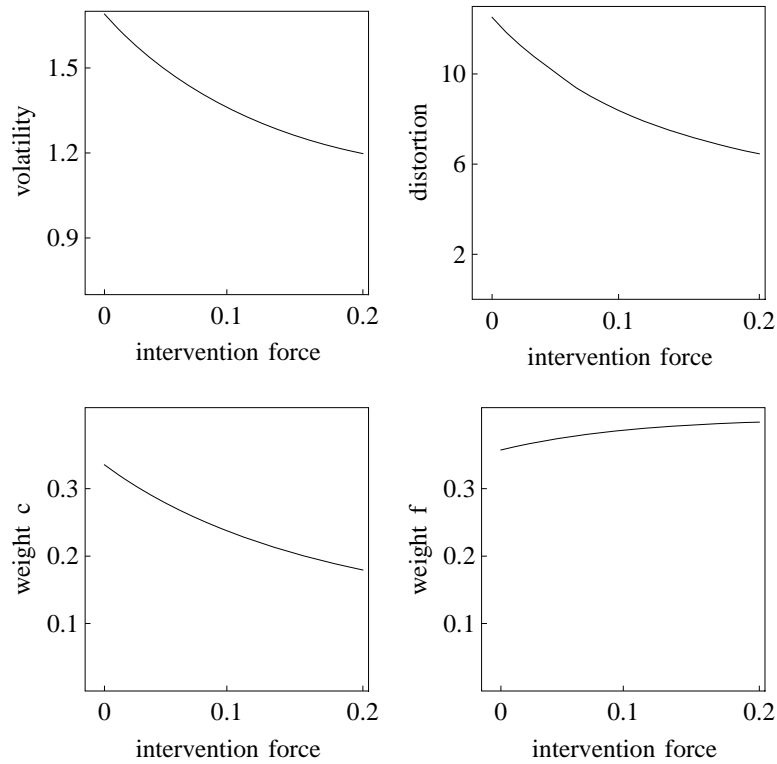 volatility
1.5
1.2
0.9
0 0.1 0.2
intervention force
distortion
10
6
2
0 0.1 0.2
intervention force
weight c
0.3
0.2
0.1
0 0.1 0.2
intervention force
weight f
0.3
0.2
0.1
0 0.1 0.2
intervention force